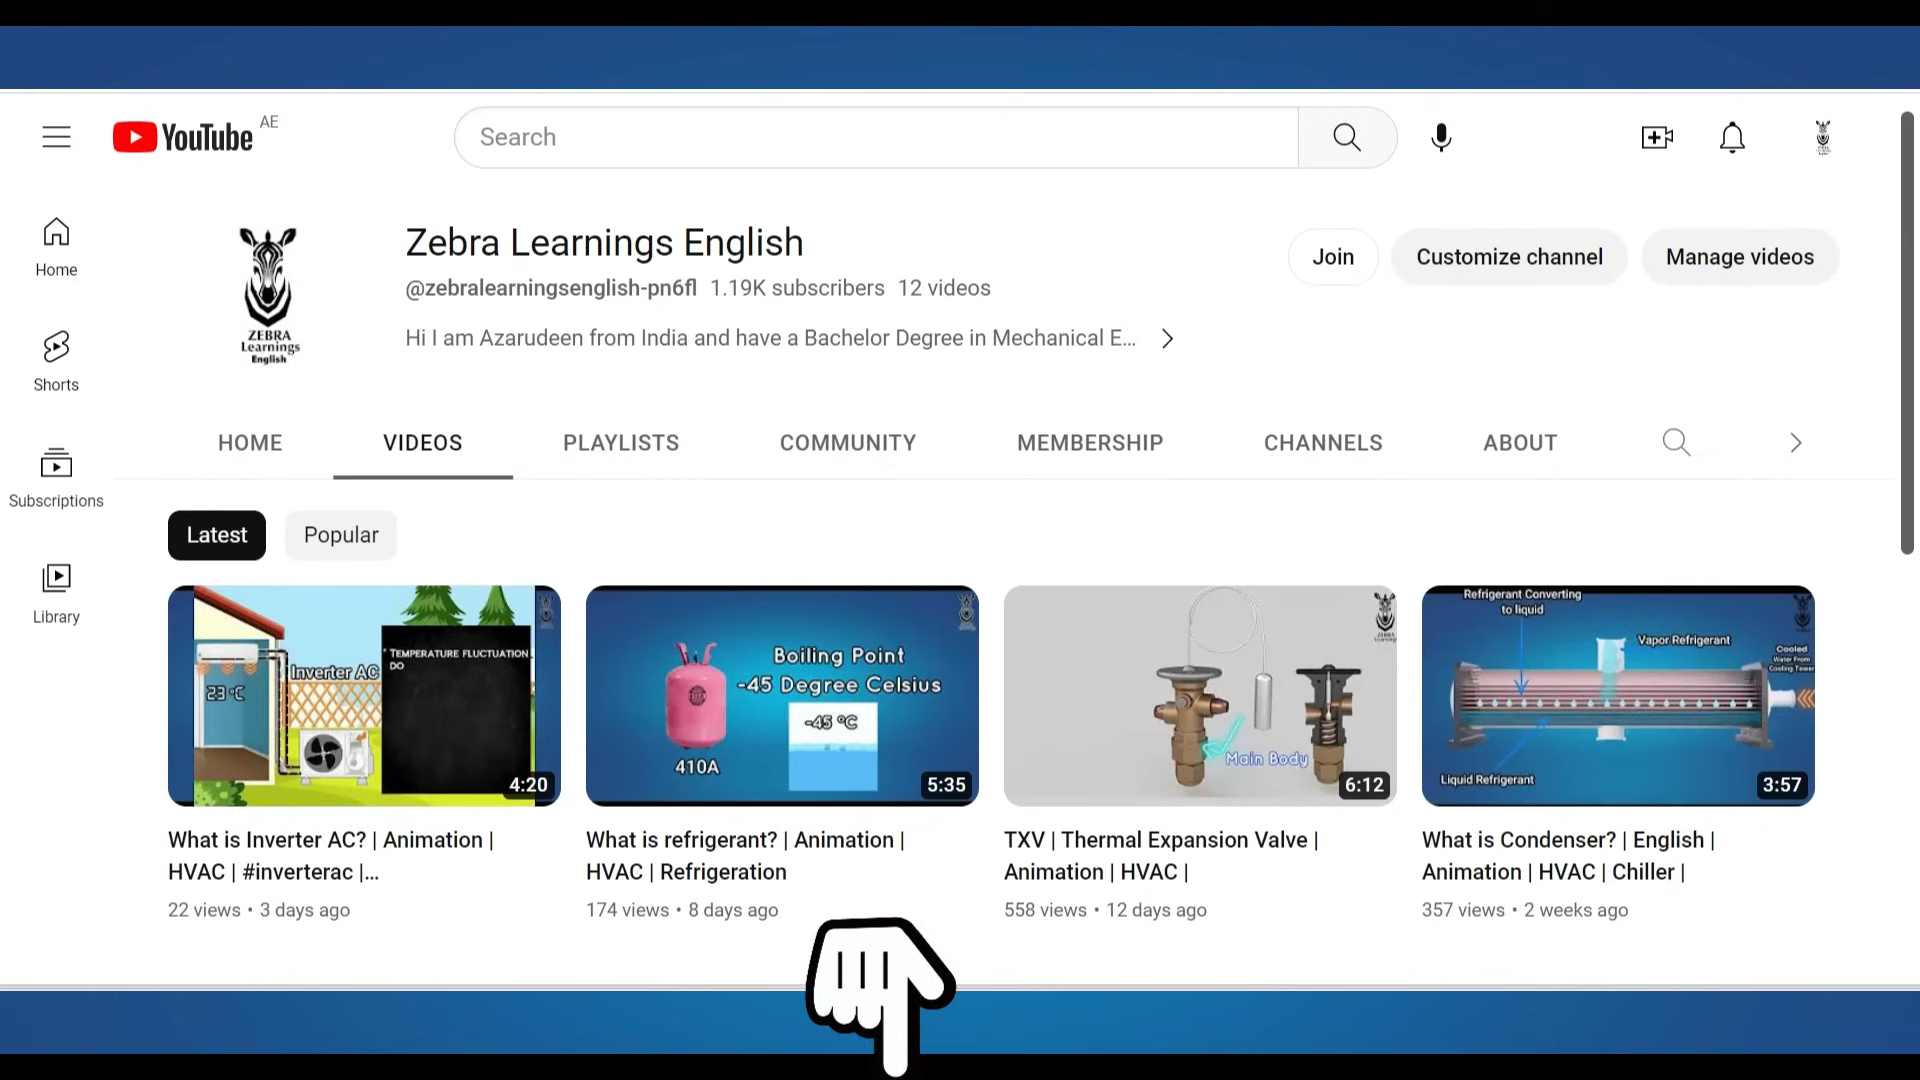 YouTube AE
Search
Home
Shorts
Subscriptions
Library
ZEBRA
Learnings
English
Zebra Learnings English
@zebralearningsenglish-pn6fl 1.19K subscribers 12 videos
Hi I am Azarudeen from India and have a Bachelor Degree in Mechanical E...
Join
Customize channel
Manage videos
HOME
VIDEOS
PLAYLISTS
COMMUNITY
MEMBERSHIP
CHANNELS
ABOUT
Latest
Popular
23 °C
Inverter AC
* TEMPERATURE FLUCTUATION
DO
4:20
What is Inverter AC? | Animation |
HVAC | #inverterac |...
22 views • 3 days ago
Boiling Point
-45 Degree Celsius
-45 °C
410A
5:35
What is refrigerant? | Animation |
HVAC | Refrigeration
174 views • 8 days ago
Main Body
6:12
TXV | Thermal Expansion Valve |
Animation | HVAC |
558 views • 12 days ago
Refrigerant Converting
to liquid
Vapor Refrigerant
Cooled
Water From
Cooling Tower
Liquid Refrigerant
3:57
What is Condenser? | English |
Animation | HVAC | Chiller |
357 views • 2 weeks ago